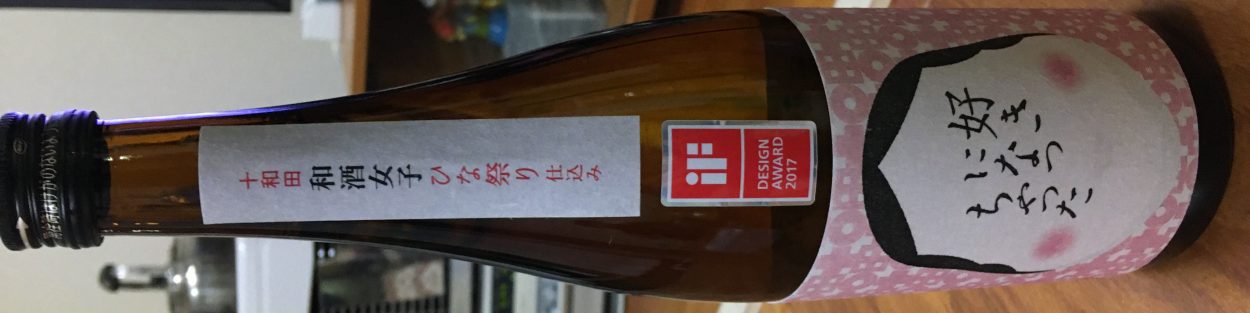 十和田 和酒女子 ひな祭り仕込み
iF
DESIGN
AWARD
2017
好き
になっ
ちゃった